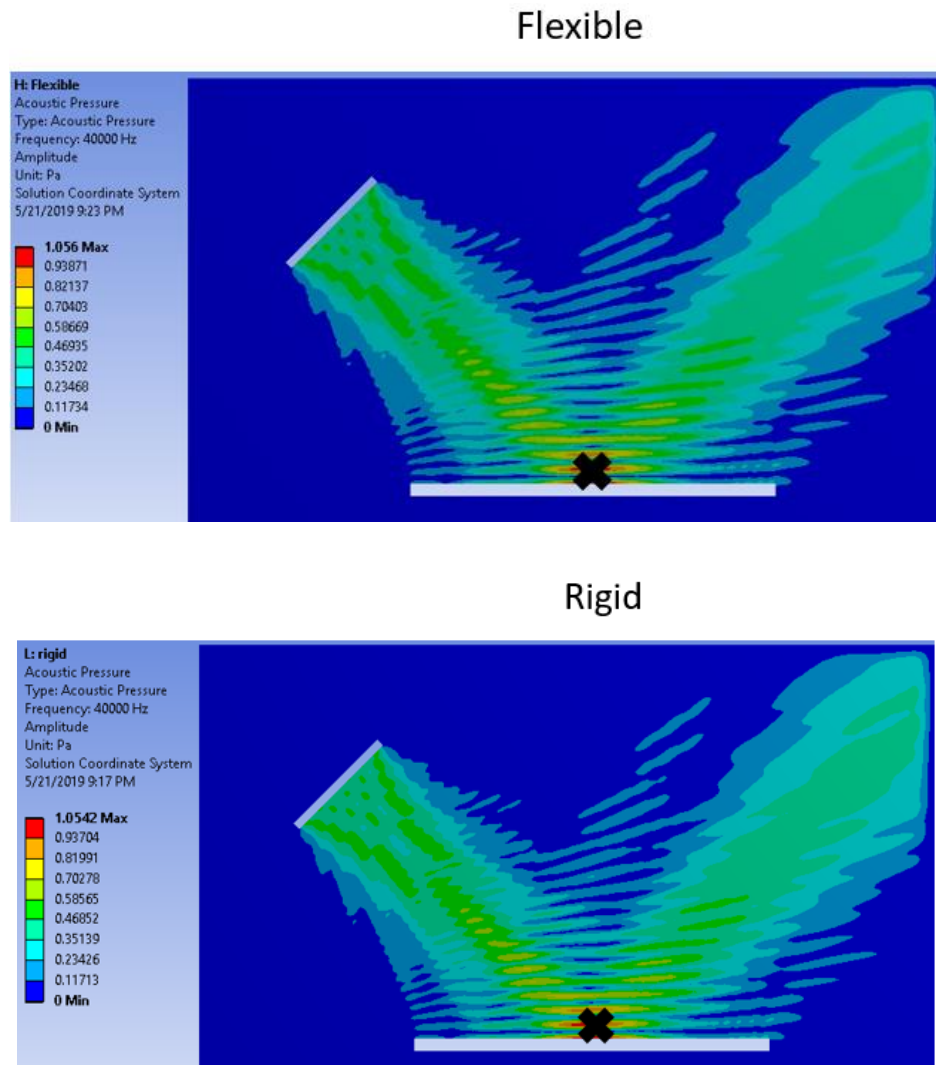 Flexible
H: Flexible
Acoustic Pressure
Type: Acoustic Pressure
Frequency: 40000 Hz
Amplitude
Unit: Pa
Solution Coordinate System
5/21/2019 9:23 PM
1.056 Max
0.93871
0.82137
0.70403
0.58669
0.46935
0.35202
0.23468
0.11734
0 Min
Rigid
L: rigid
Acoustic Pressure
Type: Acoustic Pressure
Frequency: 40000 Hz
Amplitude
Unit: Pa
Solution Coordinate System
5/21/2019 9:17 PM
1.0542 Max
0.93704
0.81991
0.70278
0.58565
0.46852
0.35139
0.23426
0.11713
0 Min